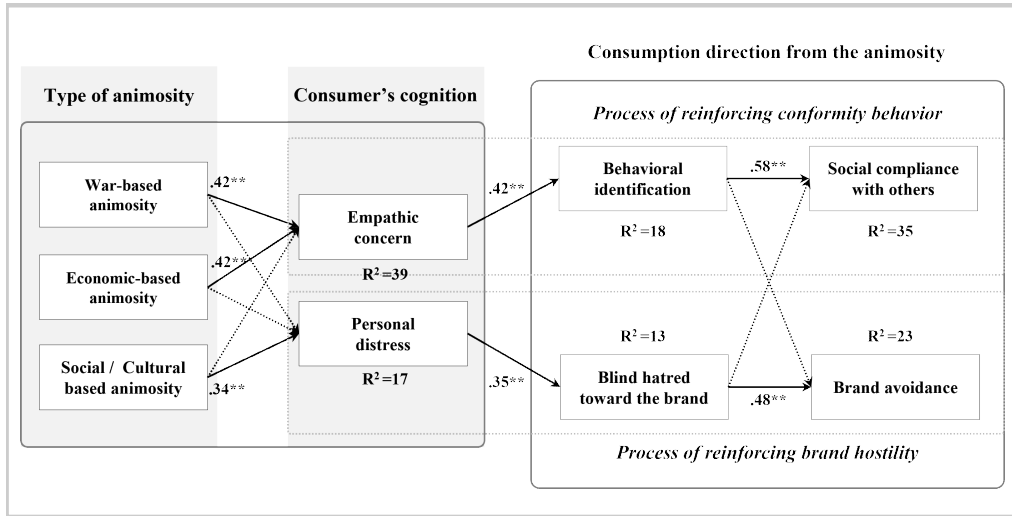 Consumption direction from the animosity
Type of animosity
Consumer's cognition
Process of reinforcing conformity behavior
War-based
animosity
.42**
Economic-based
animosity
.42**
Social / Cultural
based animosity
.34**
Empathic
concern
R²=39
Personal
distress
R²=17
.42**
.35**
Behavioral
identification
R²=18
.58**
Social compliance
with others
R²=35
R²=13
Blind hatred
toward the brand
.48**
R²=23
Brand avoidance
Process of reinforcing brand hostility